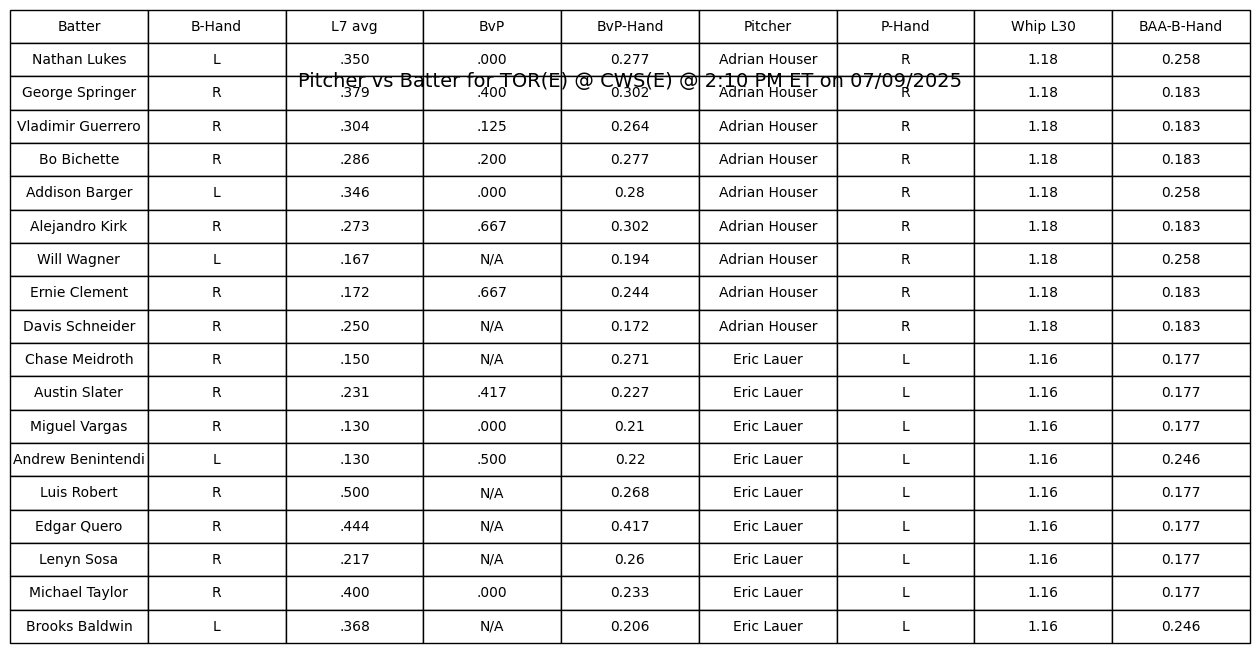 Batter B-Hand L7 avg BvP BvP-Hand Pitcher P-Hand Whip L30 BAA-B-Hand
Nathan Lukes L .350 .000 0.277 Adrian Houser R 1.18 0.258
Pitcher vs Batter for TOR(E) @ CWS(E) @ 2:10 PM ET on 07/09/2025
George Springer R .379 .400 0.302 Adrian Houser R 1.18 0.183
Vladimir Guerrero R .304 .125 0.264 Adrian Houser R 1.18 0.183
Bo Bichette R .286 .200 0.277 Adrian Houser R 1.18 0.183
Addison Barger L .346 .000 0.28 Adrian Houser R 1.18 0.258
Alejandro Kirk R .273 .667 0.302 Adrian Houser R 1.18 0.183
Will Wagner L .167 N/A 0.194 Adrian Houser R 1.18 0.258
Ernie Clement R .172 .667 0.244 Adrian Houser R 1.18 0.183
Davis Schneider R .250 N/A 0.172 Adrian Houser R 1.18 0.183
Chase Meidroth R .150 N/A 0.271 Eric Lauer L 1.16 0.177
Austin Slater R .231 .417 0.227 Eric Lauer L 1.16 0.177
Miguel Vargas R .130 .000 0.21 Eric Lauer L 1.16 0.177
Andrew Benintendi L .130 .500 0.22 Eric Lauer L 1.16 0.246
Luis Robert R .500 N/A 0.268 Eric Lauer L 1.16 0.177
Edgar Quero R .444 N/A 0.417 Eric Lauer L 1.16 0.177
Lenyn Sosa R .217 N/A 0.26 Eric Lauer L 1.16 0.177
Michael Taylor R .400 .000 0.233 Eric Lauer L 1.16 0.177
Brooks Baldwin L .368 N/A 0.206 Eric Lauer L 1.16 0.246